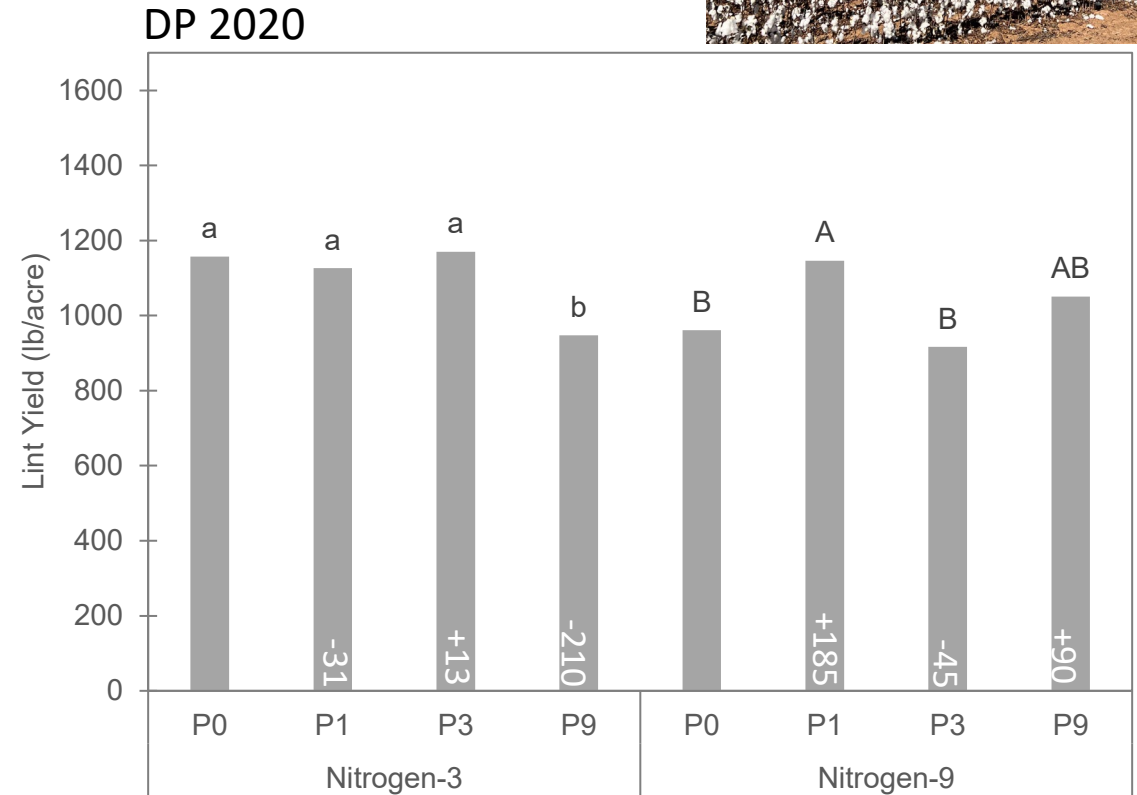 DP 2020
Lint Yield (lb/acre)
1600
1400
1200
1000
800
600
400
200
0
a
a
a
b
B
A
B
AB
-31
+13
-210
+185
-45
+90
P0 P1 P3 P9 P0 P1 P3 P9
Nitrogen-3 Nitrogen-9